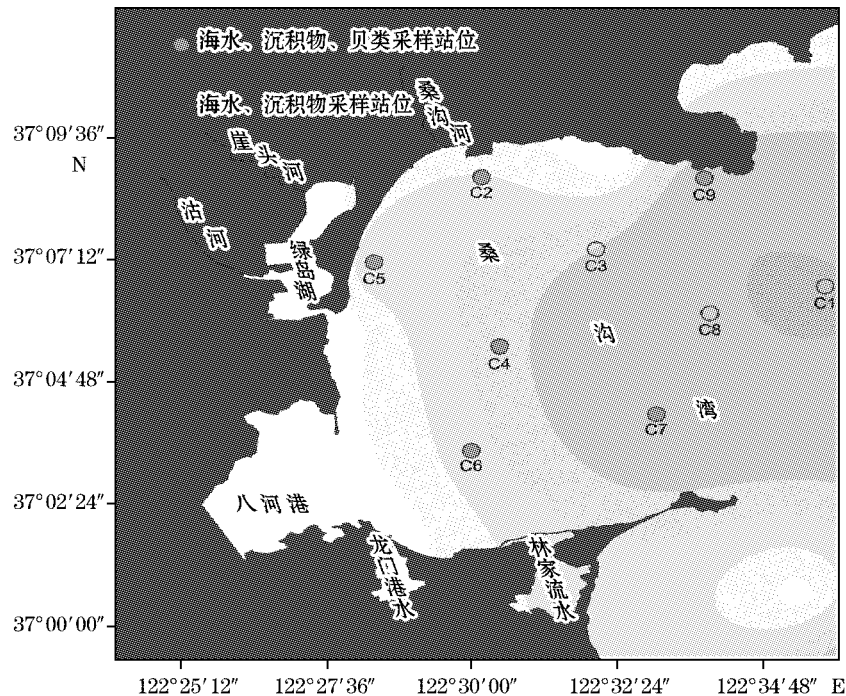 海水、沉积物、贝类采样站位
海水、沉积物采样站位
桑沟河
崖头河
沽河
绿岛湖
37°09′36″
N
37°07′12″
37°04′48″
37°02′24″
37°00′00″
C2
C9
C5
桑
C3
C1
沟
C8
C4
湾
C7
C6
八河港
龙门港水
林家流水
122°25′12″ 122°27′36″ 122°30′00″ 122°32′24″ 122°34′48″ E